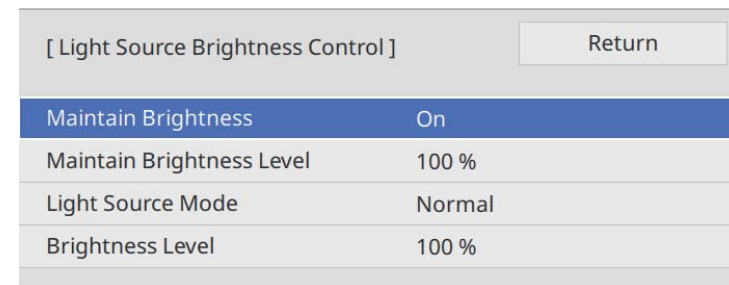 [ Light Source Brightness Control ] Return
Maintain Brightness On
Maintain Brightness Level 100 %
Light Source Mode Normal
Brightness Level 100 %